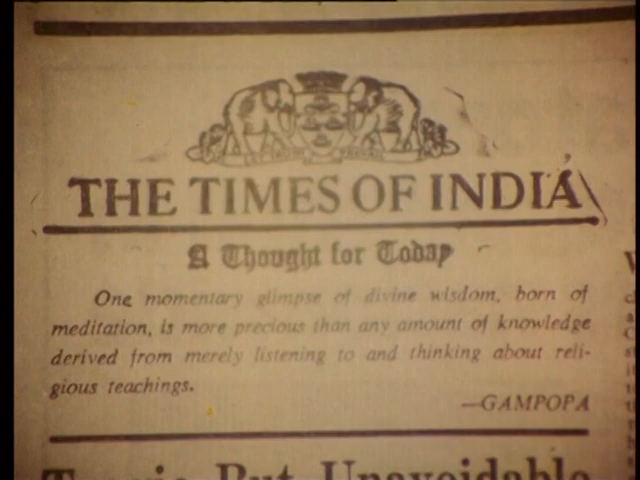 THE TIMES OF INDIA
A Thought for Today
One momentary glimpse of divine wisdom, born of
meditation, is more precious than any amount of knowledge
derived from merely listening to and thinking about reli-
gious teachings.
—GAMPOPA
Tragic But Unavoidable